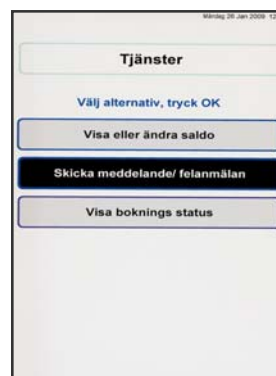 Måndag 26 Jan 2009 12
Tjänster
Välj alternativ, tryck OK
Visa eller ändra saldo
Skicka meddelande/ felanmälan
Visa boknings status